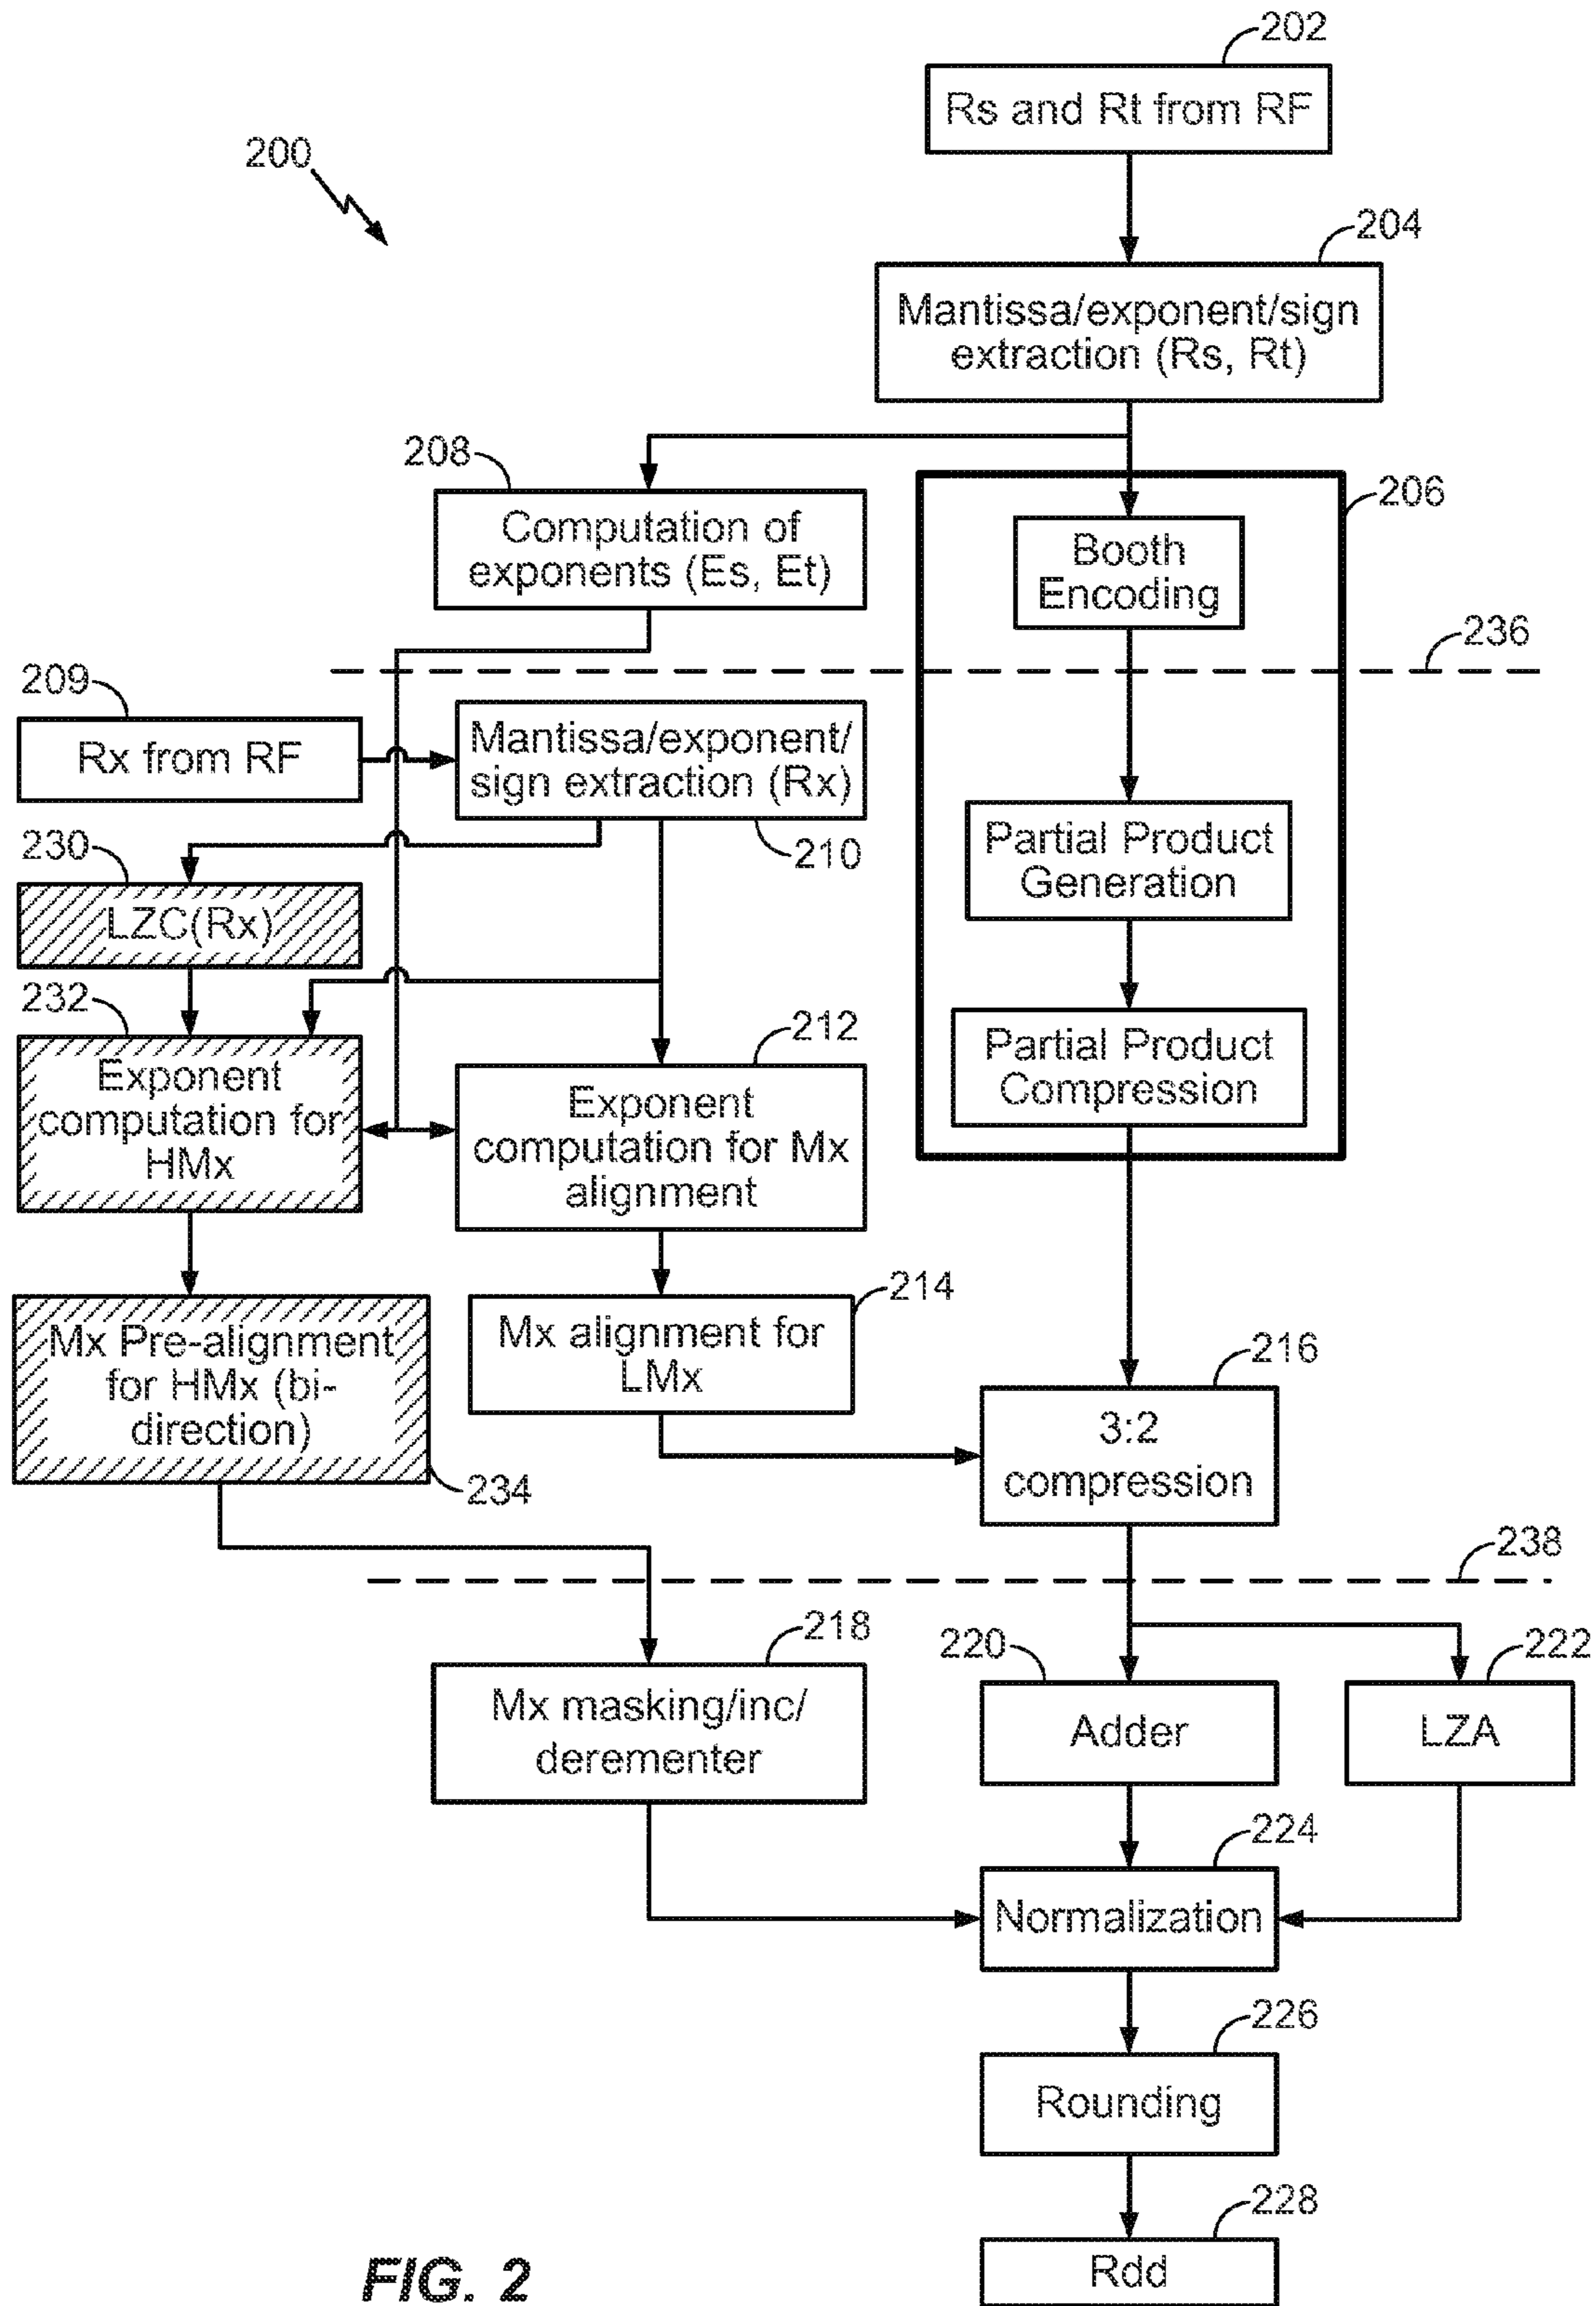 202
Rs and Rt from RF
200
204
Mantissa/exponent/sign
extraction (Rs, Rt)
208
Computation of
exponents (Es, Et)
206
Booth
Encoding
236
209
Rx from RF
Mantissa/exponent/
sign extraction (Rx)
210
Partial Product
Generation
230
LZC(Rx)
232
Exponent
computation for
HMx
212
Exponent
computation for Mx
alignment
Partial Product
Compression
Mx Pre-alignment
for HMx (bi-
direction)
234
214
Mx alignment for
LMx
216
3:2
compression
238
218
Mx masking/inc/
derementer
220
Adder
222
LZA
224
Normalization
226
Rounding
228
Rdd
FIG. 2